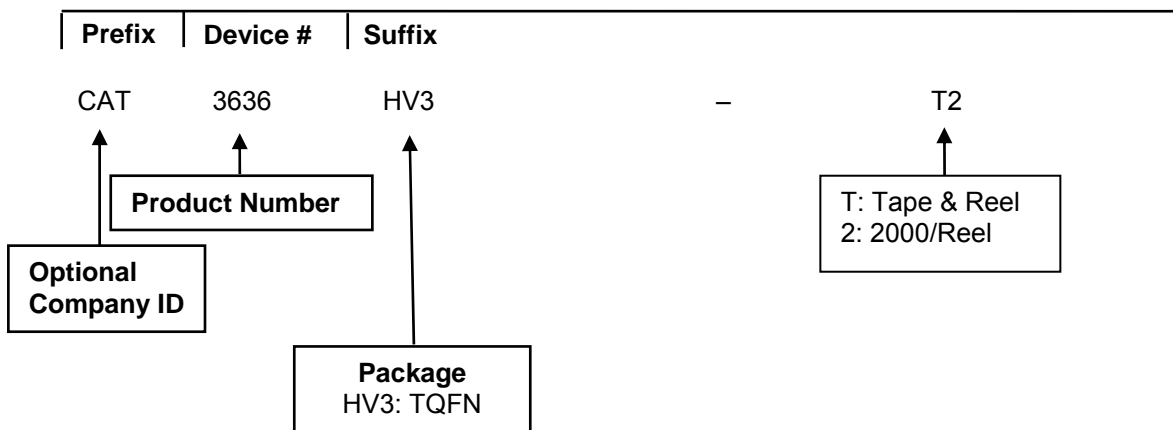 Prefix Device # Suffix
CAT 3636 HV3 – T2
Product Number
T: Tape & Reel
2: 2000/Reel
Optional
Company ID
Package
HV3: TQFN